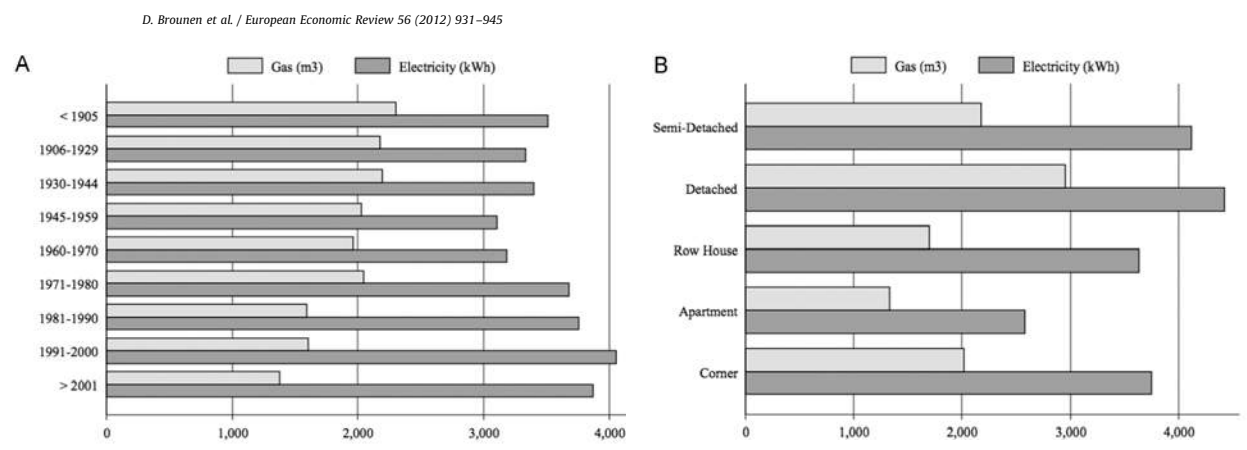 D. Brounen et al. / European Economic Review 56 (2012) 931–945
A
Gas (m3) Electricity (kWh)
< 1905
1906-1929
1930-1944
1945-1959
1960-1970
1971-1980
1981-1990
1991-2000
> 2001
0 1,000 2,000 3,000 4,000
B
Gas (m3) Electricity (kWh)
Semi-Detached
Detached
Row House
Apartment
Corner
0 1,000 2,000 3,000 4,000